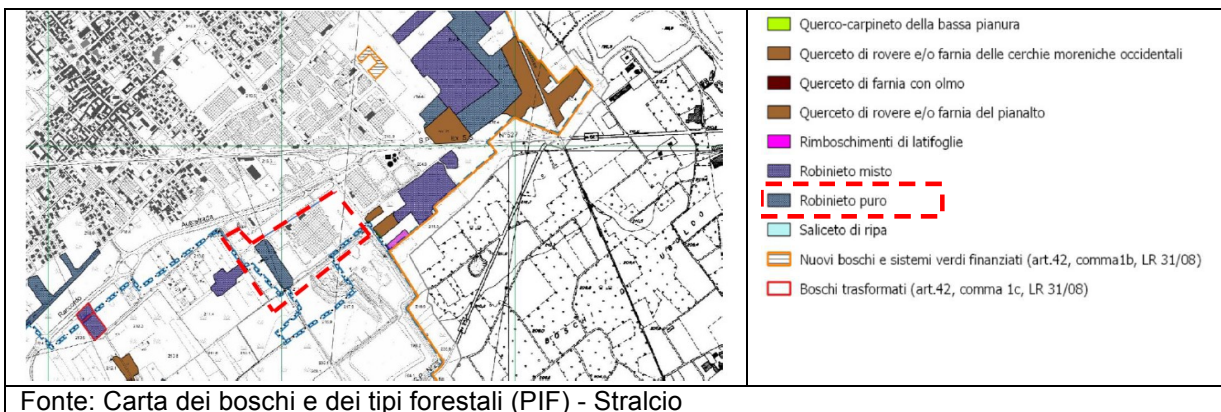 Querco-carpineto della bassa pianura
Querceto di rovere e/o farnia delle cerchie moreniche occidentali
Querceto di farnia con olmo
Querceto di rovere e/o farnia del pianalto
Rimboschimenti di latifoglie
Robinieto misto
Robinieto puro
Saliceto di ripa
Nuovi boschi e sistemi verdi finanziati (art.42, comma1b, LR 31/08)
Boschi trasformati (art.42, comma 1c, LR 31/08)
N°527
Autostrada
Fonte: Carta dei boschi e dei tipi forestali (PIF) - Stralcio